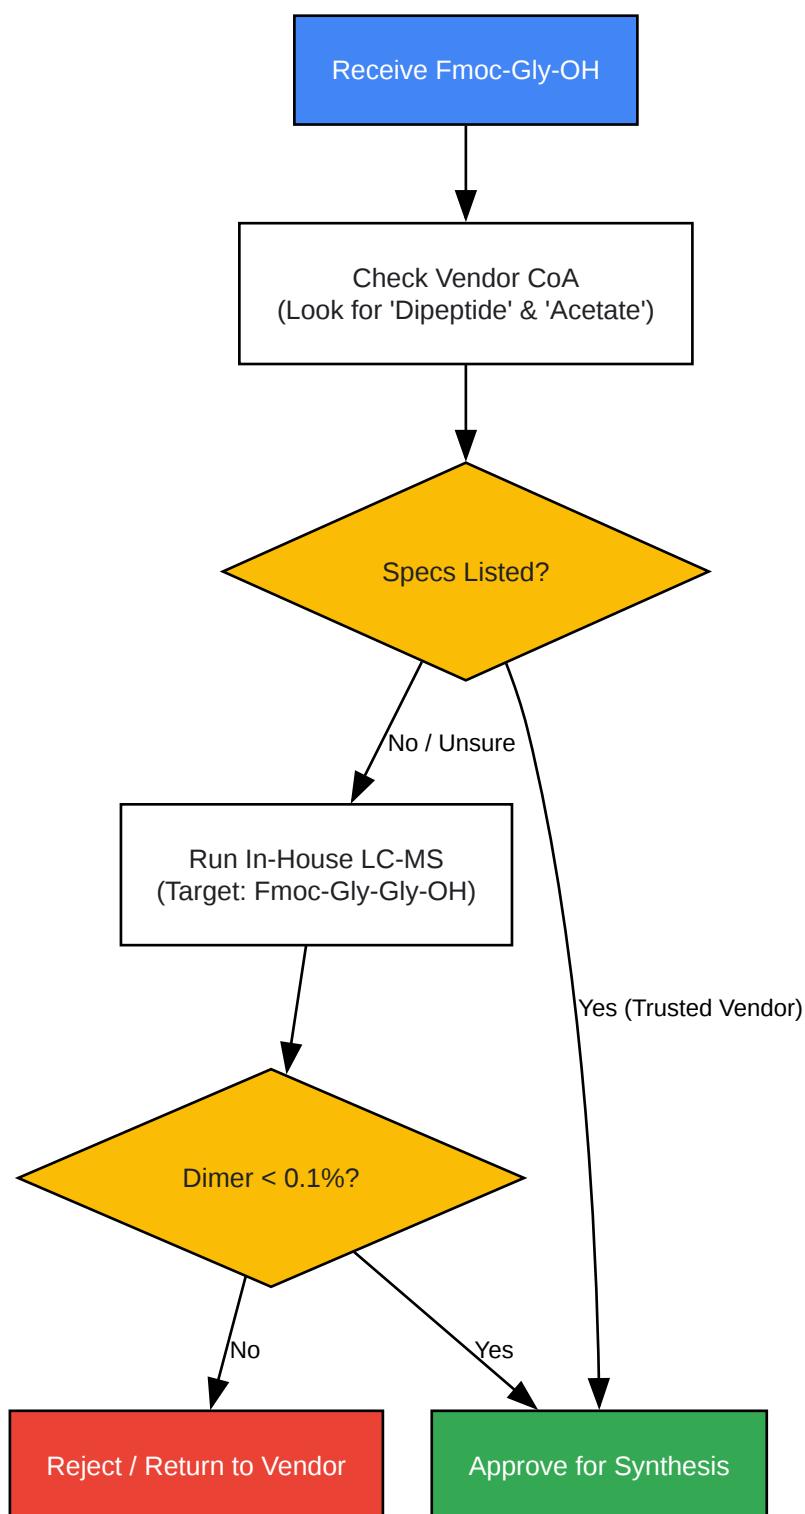 Receive Fmoc-Gly-OH
Check Vendor CoA
(Look for 'Dipeptide' & 'Acetate')
Specs Listed?
No / Unsure
Run In-House LC-MS
(Target: Fmoc-Gly-Gly-OH)
Yes (Trusted Vendor)
Dimer < 0.1%?
No
Yes
Reject / Return to Vendor
Approve for Synthesis